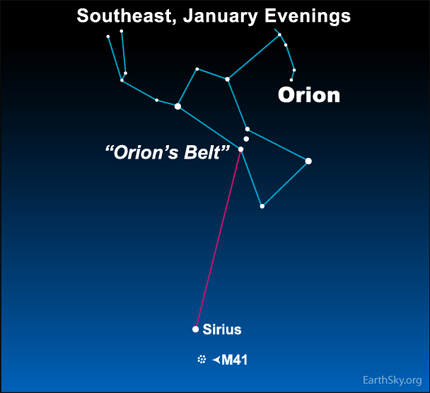 Southeast, January Evenings
Orion
“Orion’s Belt”
Sirius
M41
EarthSky.org